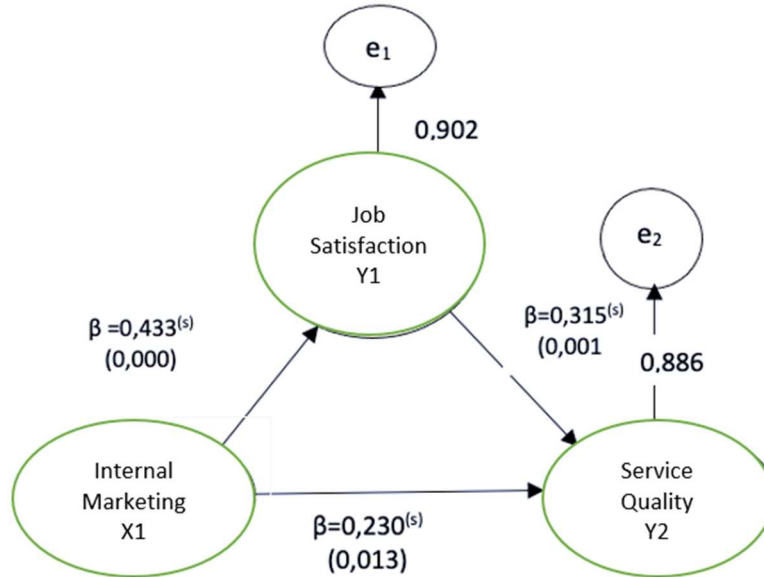 e₁
0,902
Job
Satisfaction
Y1
e₂
β =0,433⁽ˢ⁾
(0,000)
β=0,315⁽ˢ⁾
(0,001
0,886
Internal
Marketing
X1
β=0,230⁽ˢ⁾
(0,013)
Service
Quality
Y2